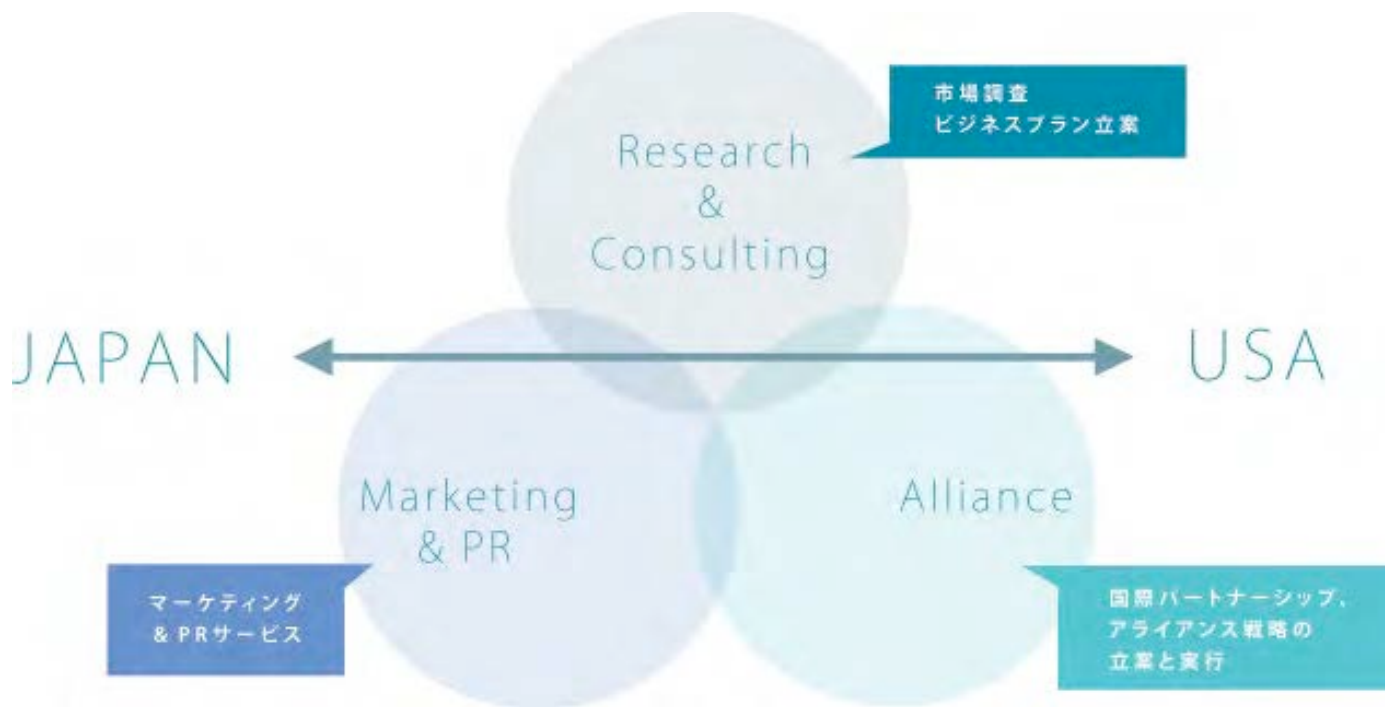 市場調査
ビジネスプラン立案
Research
&
Consulting
JAPAN
USA
Marketing
& PR
Alliance
マーケティング
& PRサービス
国際パートナーシップ、
アライアンス戦略の
立案と実行